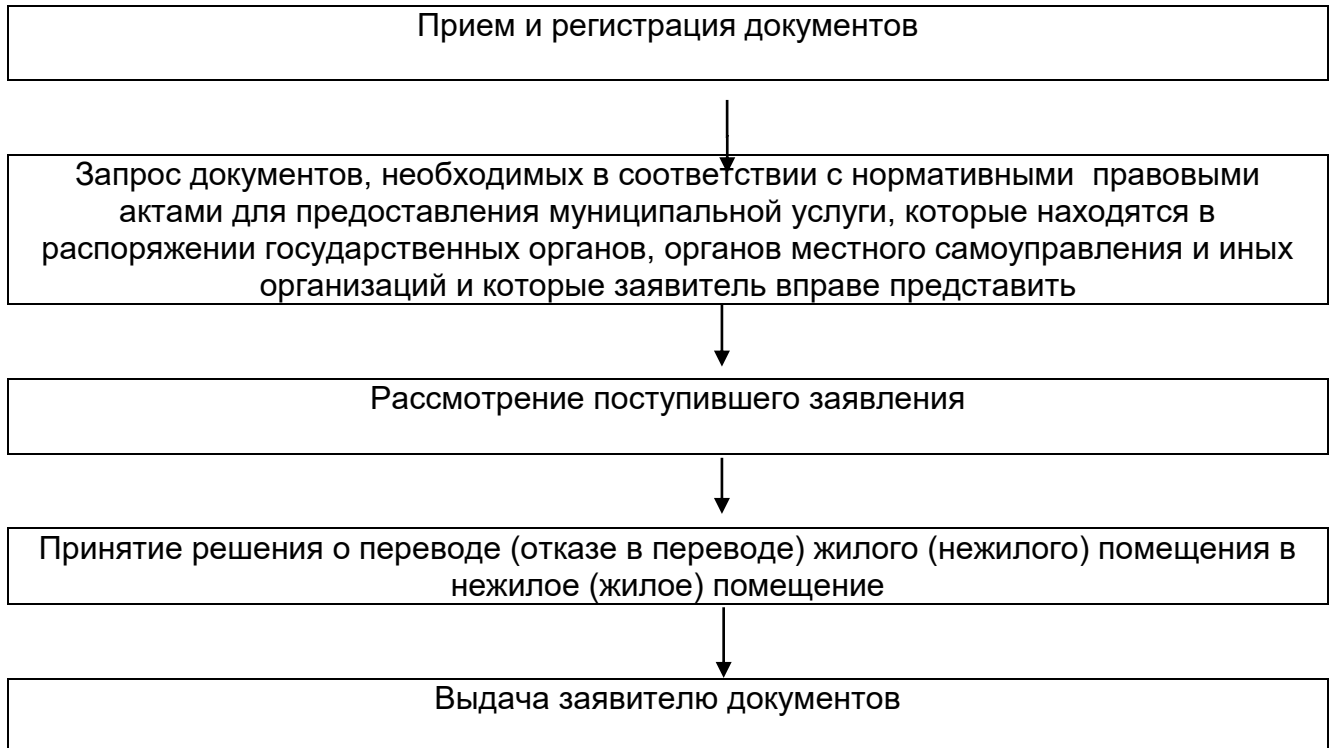 Прием и регистрация документов
Запрос документов, необходимых в соответствии с нормативными  правовыми
актами для предоставления муниципальной услуги, которые находятся в
распоряжении государственных органов, органов местного самоуправления и иных
организаций и которые заявитель вправе представить
Рассмотрение поступившего заявления
Принятие решения о переводе (отказе в переводе) жилого (нежилого) помещения в
нежилое (жилое) помещение
Выдача заявителю документов